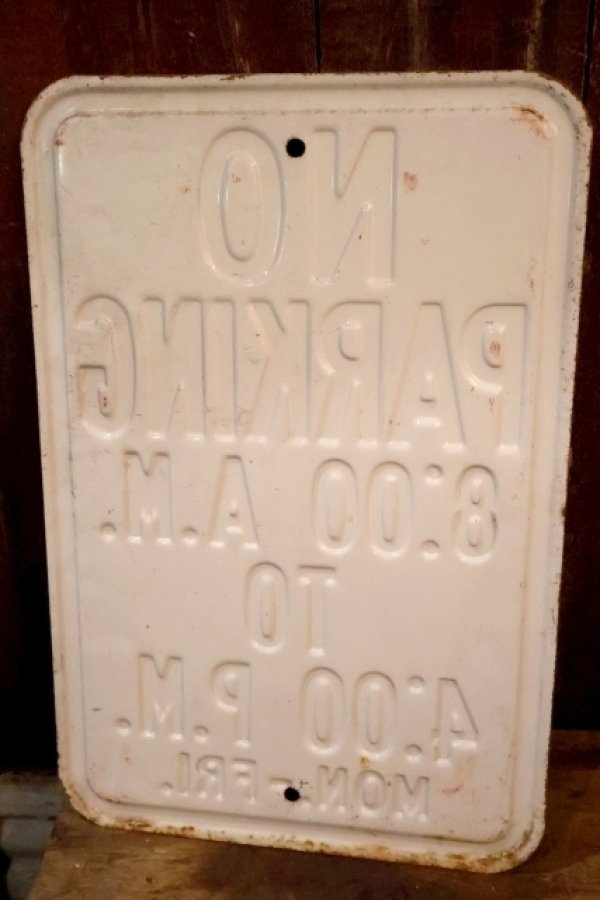 NO
PARKING
8:00 A.M.
TO
4:00 P.M.
MON.-FRI.